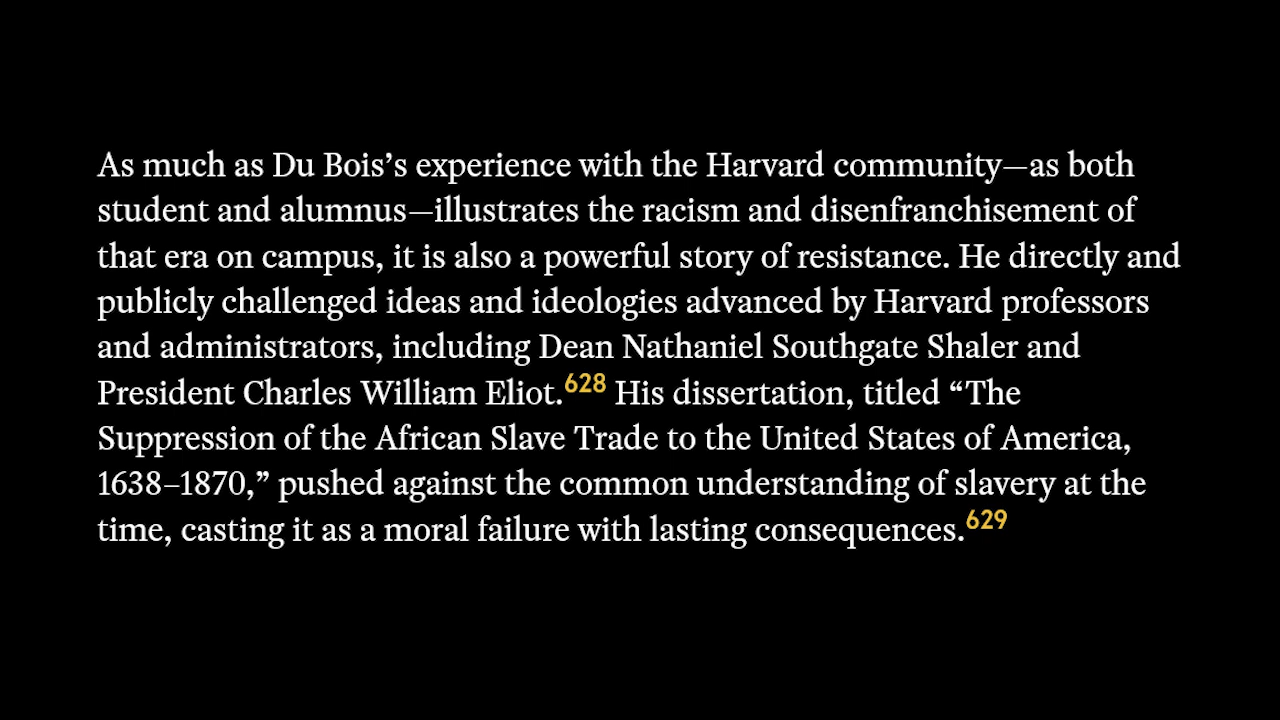 As much as Du Bois’s experience with the Harvard community—as both
student and alumnus—illustrates the racism and disenfranchisement of
that era on campus, it is also a powerful story of resistance. He directly and
publicly challenged ideas and ideologies advanced by Harvard professors
and administrators, including Dean Nathaniel Southgate Shaler and
President Charles William Eliot.628 His dissertation, titled “The
Suppression of the African Slave Trade to the United States of America,
1638–1870,” pushed against the common understanding of slavery at the
time, casting it as a moral failure with lasting consequences.629